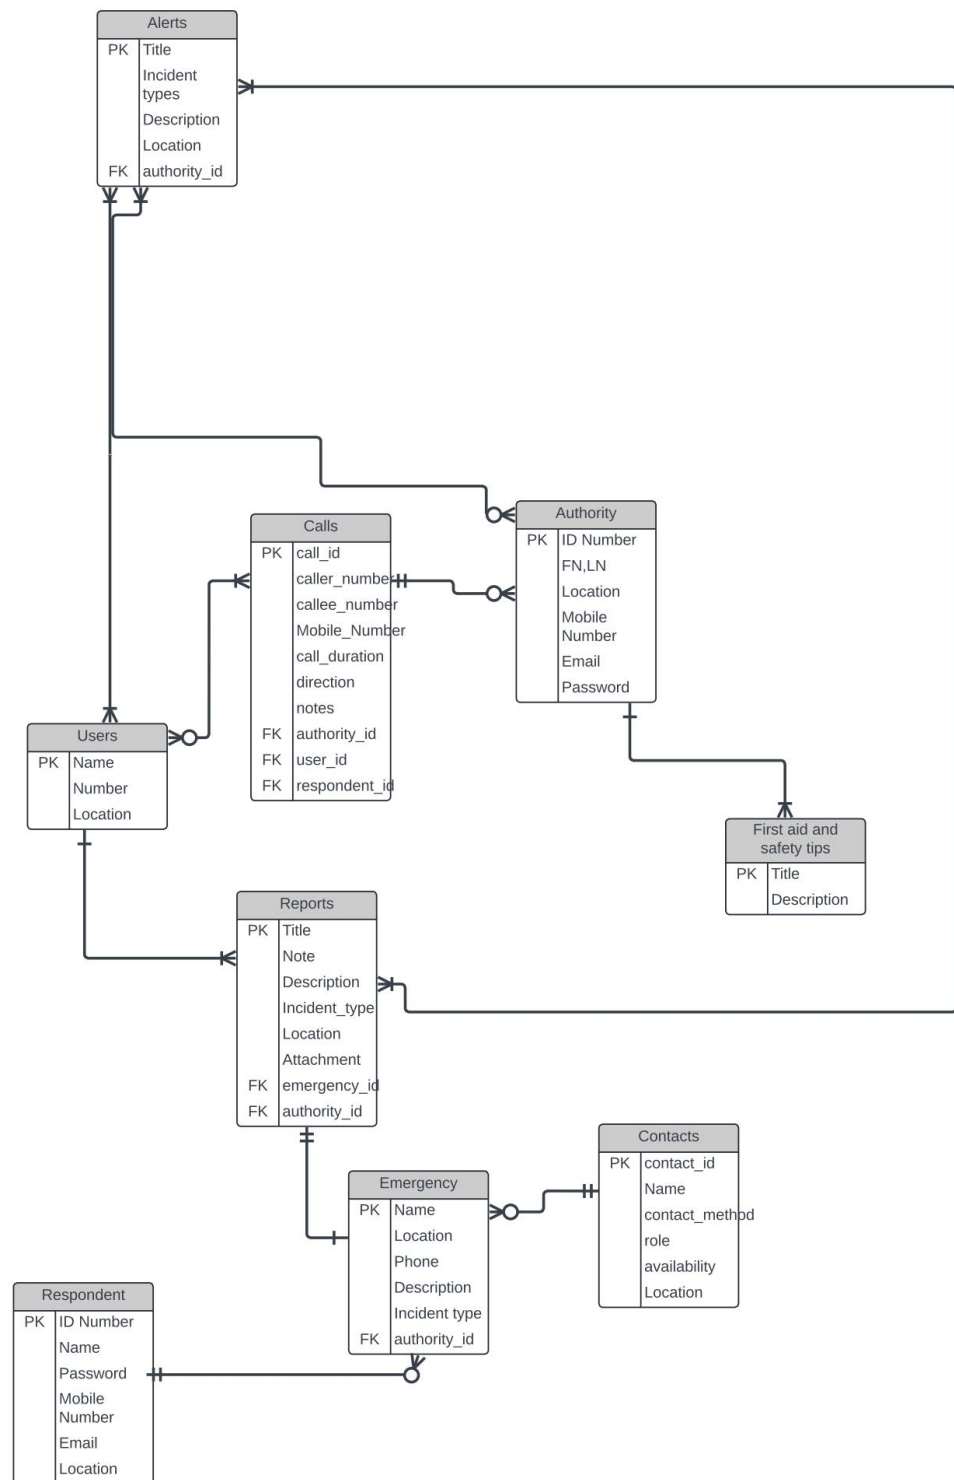 Alerts
PK Title
Incident
types
Description
Location
FK authority_id
Authority
PK ID Number
FN,LN
Location
Mobile
Number
Email
Password
Calls
PK call_id
caller_number
callee_number
Mobile_Number
call_duration
direction
notes
FK authority_id
FK user_id
FK respondent_id
Users
PK Name
Number
Location
First aid and
safety tips
PK Title
Description
Reports
PK Title
Note
Description
Incident_type
Location
Attachment
FK emergency_id
FK authority_id
Contacts
PK contact_id
Name
contact_method
role
availability
Location
Emergency
PK Name
Location
Phone
Description
Incident type
FK authority_id
Respondent
PK ID Number
Name
Password
Mobile
Number
Email
Location